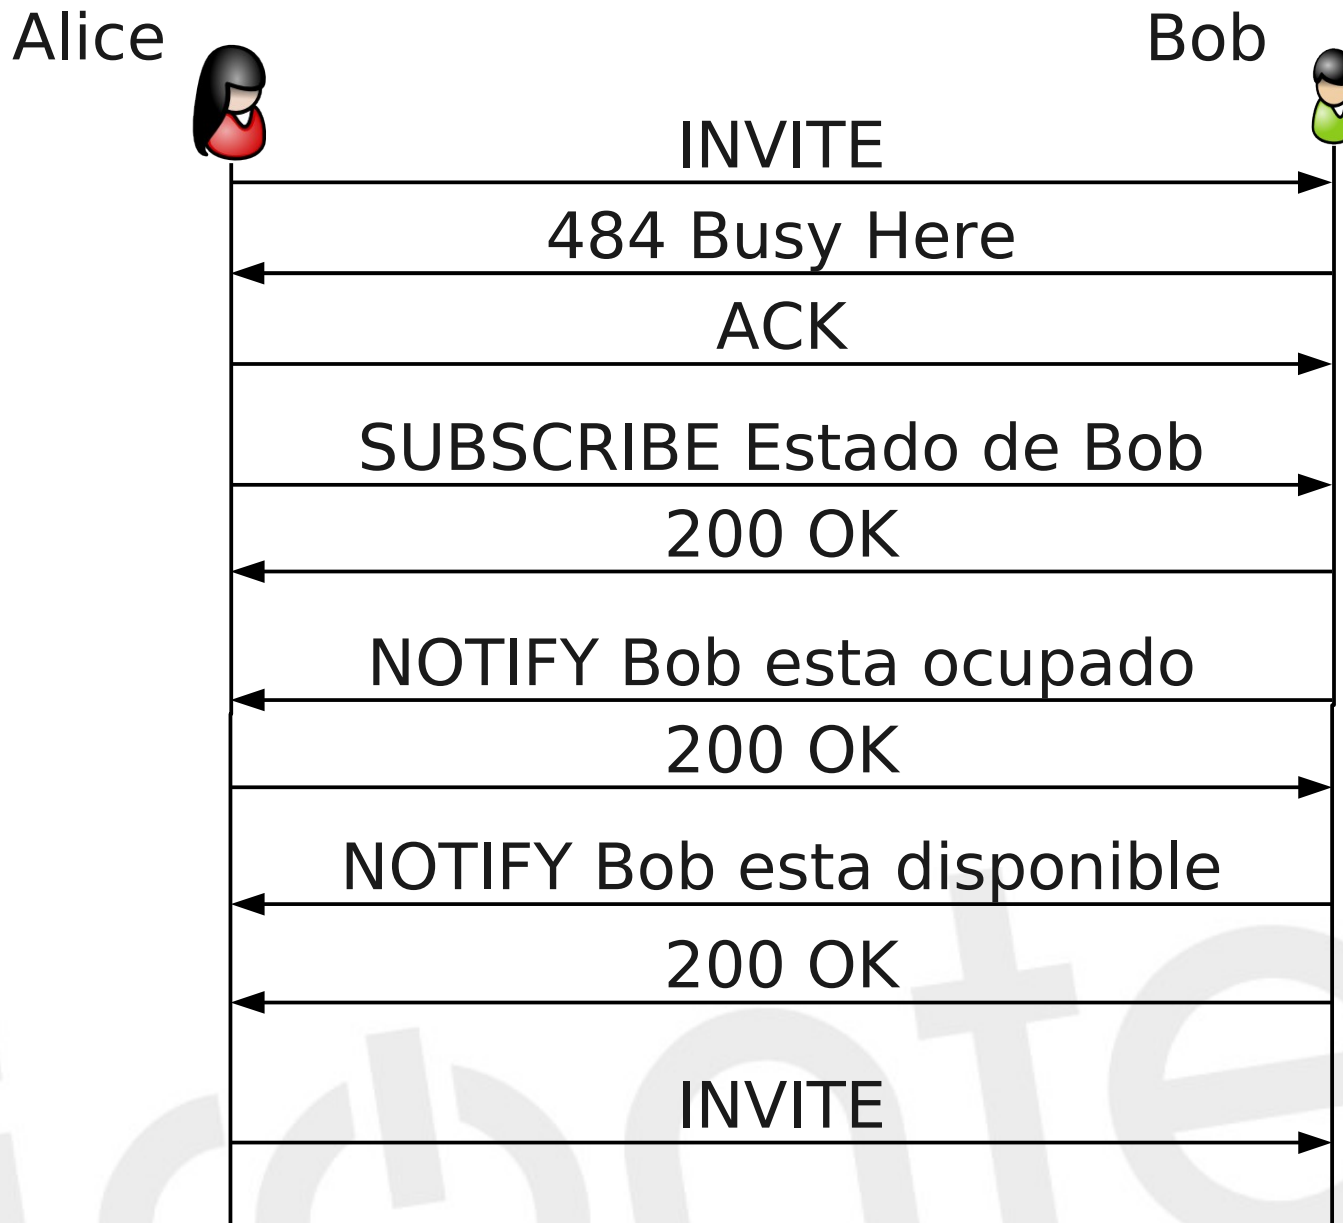 Alice
Bob
INVITE
484 Busy Here
ACK
SUBSCRIBE Estado de Bob
200 OK
NOTIFY Bob esta ocupado
200 OK
NOTIFY Bob esta disponible
200 OK
INVITE